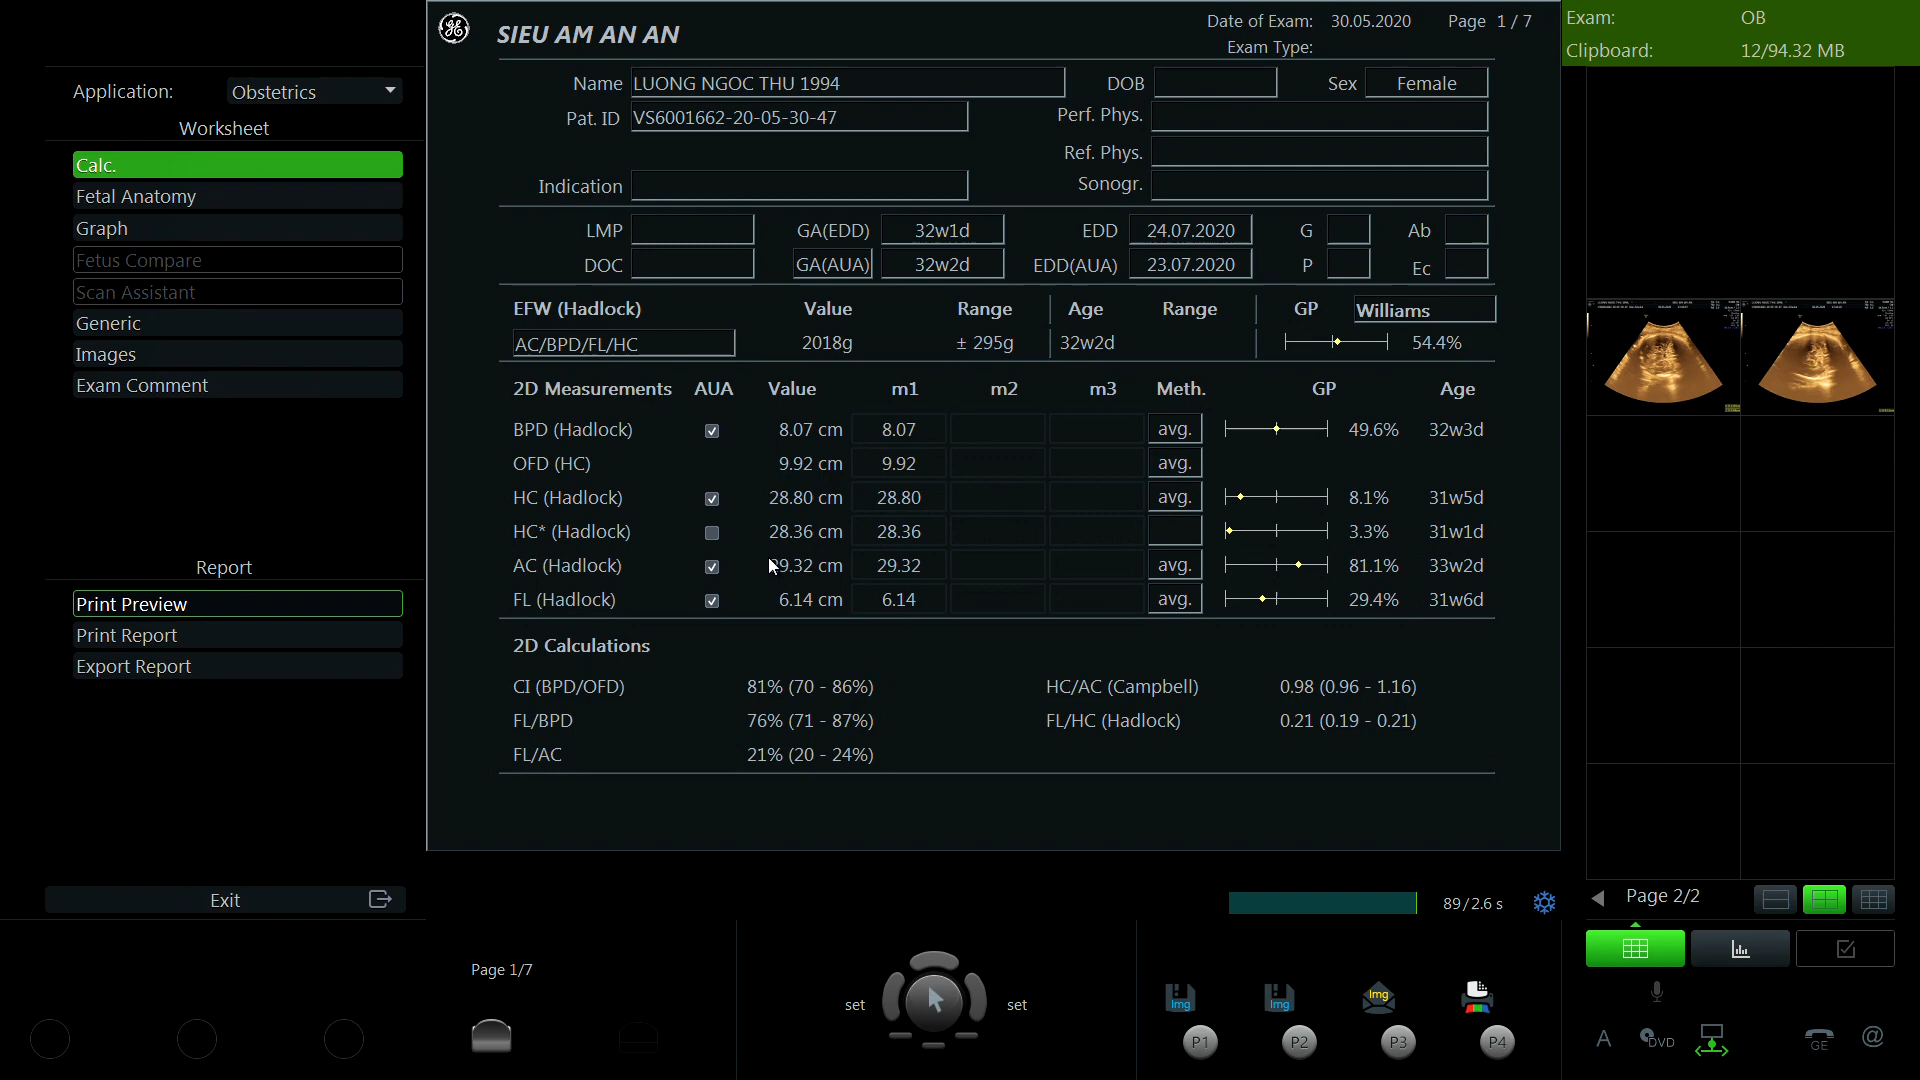 SIEU AM AN AN
Date of Exam: 30.05.2020 Page 1 / 7
Exam Type:
Exam: OB
Clipboard: 12/94.32 MB
Application: Obstetrics
Worksheet
Calc.
Fetal Anatomy
Graph
Fetus Compare
Scan Assistant
Generic
Images
Exam Comment
Report
Print Preview
Print Report
Export Report
Exit
Name LUONG NGOC THU 1994 DOB Sex Female
Pat. ID VS6001662-20-05-30-47 Perf. Phys.
Ref. Phys.
Indication Sonogr.
LMP GA(EDD) 32w1d EDD 24.07.2020 G Ab
DOC GA(AUA) 32w2d EDD(AUA) 23.07.2020 P Ec
EFW (Hadlock) Value Range Age Range GP Williams
AC/BPD/FL/HC 2018g ± 295g 32w2d 54.4%
2D Measurements AUA Value m1 m2 m3 Meth. GP Age
BPD (Hadlock) 8.07 cm 8.07 avg. 49.6% 32w3d
OFD (HC) 9.92 cm 9.92 avg.
HC (Hadlock) 28.80 cm 28.80 avg. 8.1% 31w5d
HC* (Hadlock) 28.36 cm 28.36 3.3% 31w1d
AC (Hadlock) 29.32 cm 29.32 avg. 81.1% 33w2d
FL (Hadlock) 6.14 cm 6.14 avg. 29.4% 31w6d
2D Calculations
CI (BPD/OFD) 81% (70 - 86%) HC/AC (Campbell) 0.98 (0.96 - 1.16)
FL/BPD 76% (71 - 87%) FL/HC (Hadlock) 0.21 (0.19 - 0.21)
FL/AC 21% (20 - 24%)
89/2.6 s
Page 2/2
Page 1/7
set set
Img Img Img
P1 P2 P3 P4
A DVD GE @